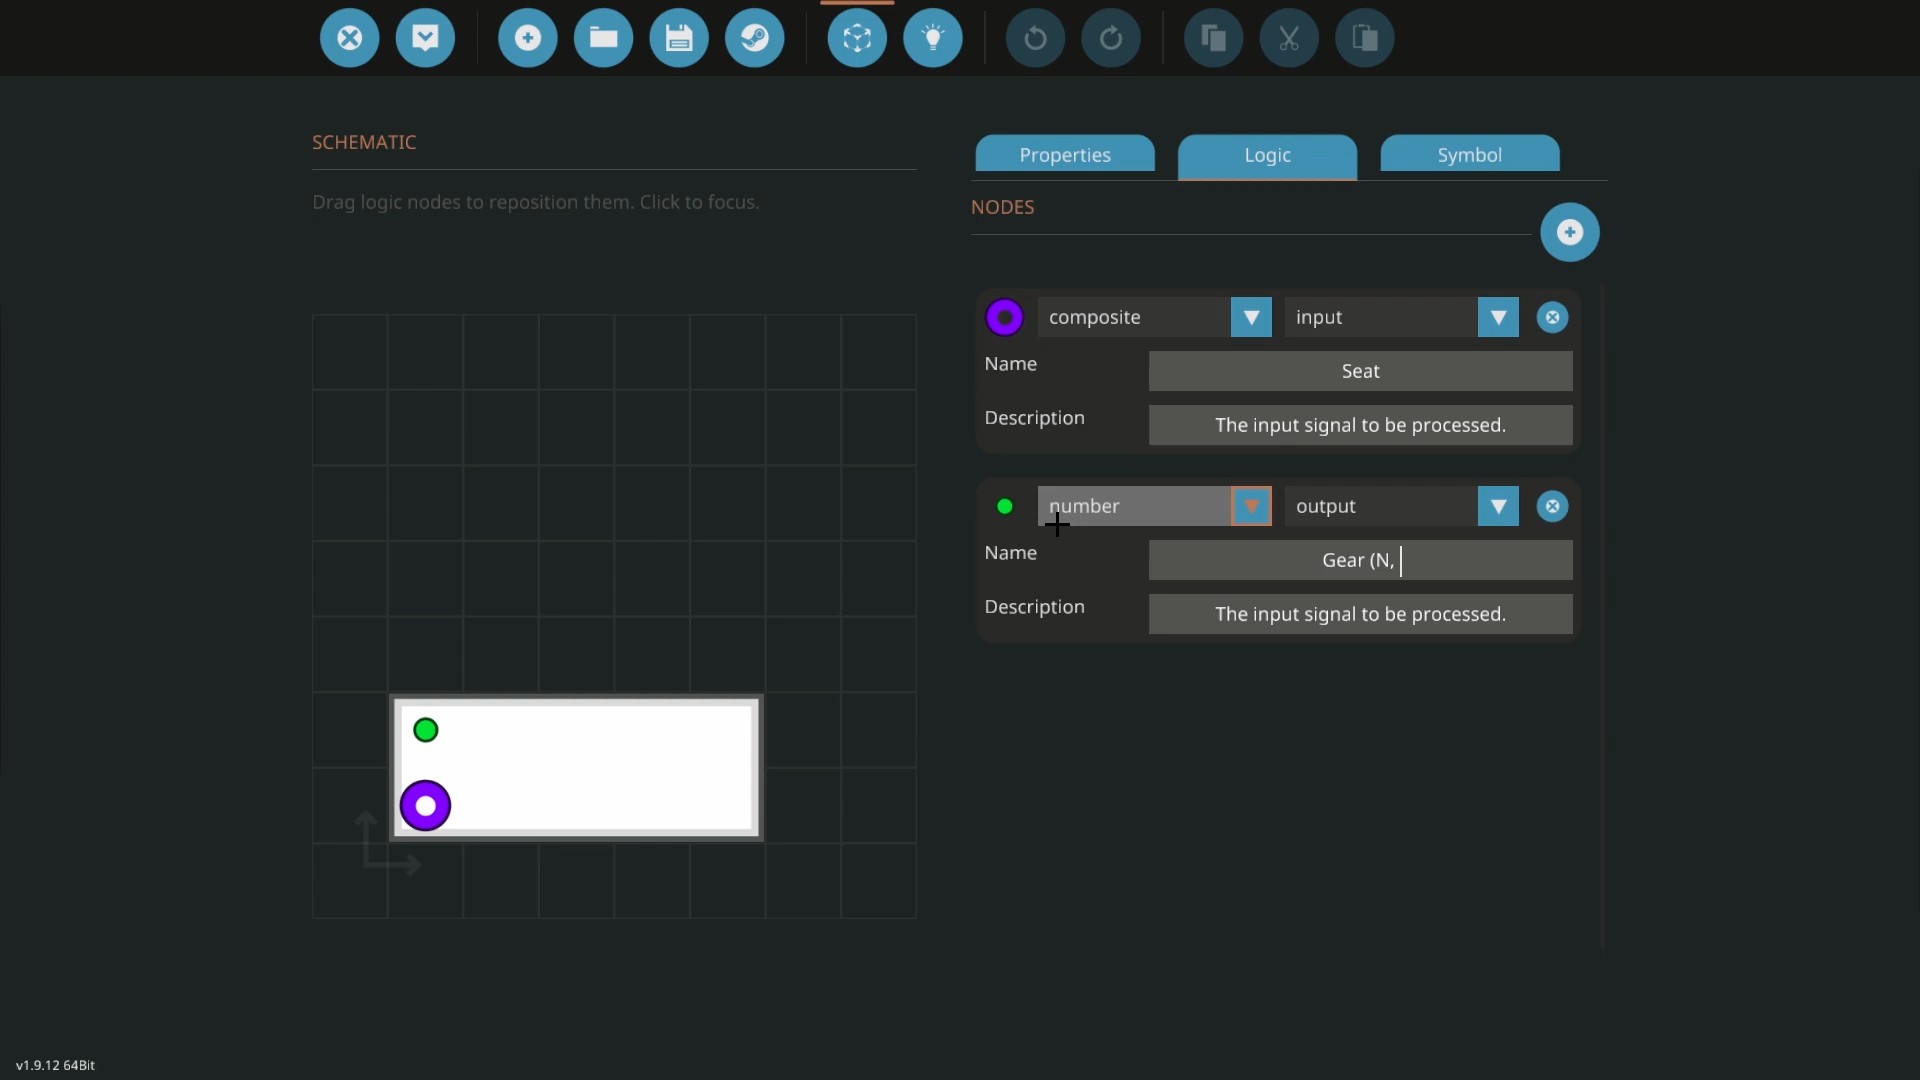 SCHEMATIC
Drag logic nodes to reposition them. Click to focus.
Properties
Logic
Symbol
NODES
composite
input
Name
Seat
Description
The input signal to be processed.
number
output
Name
Gear (N,
Description
The input signal to be processed.
v1.9.12 64Bit